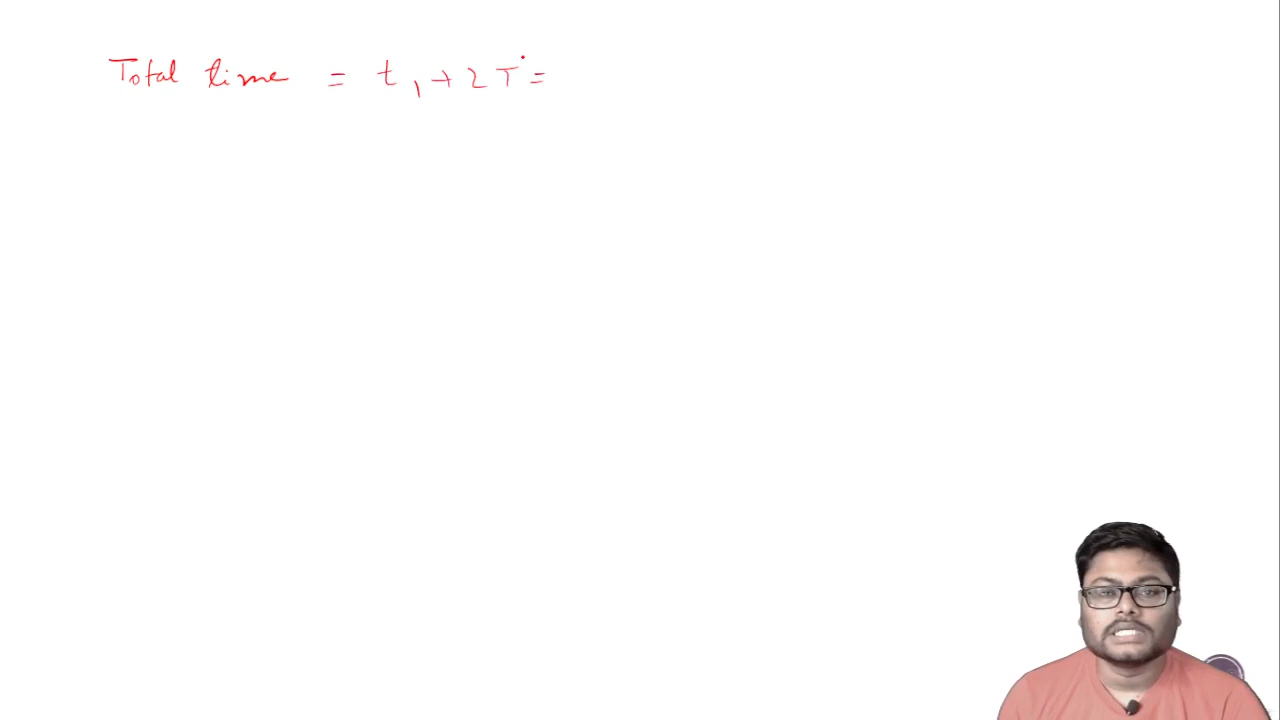 Total time = t₁ + 2T =